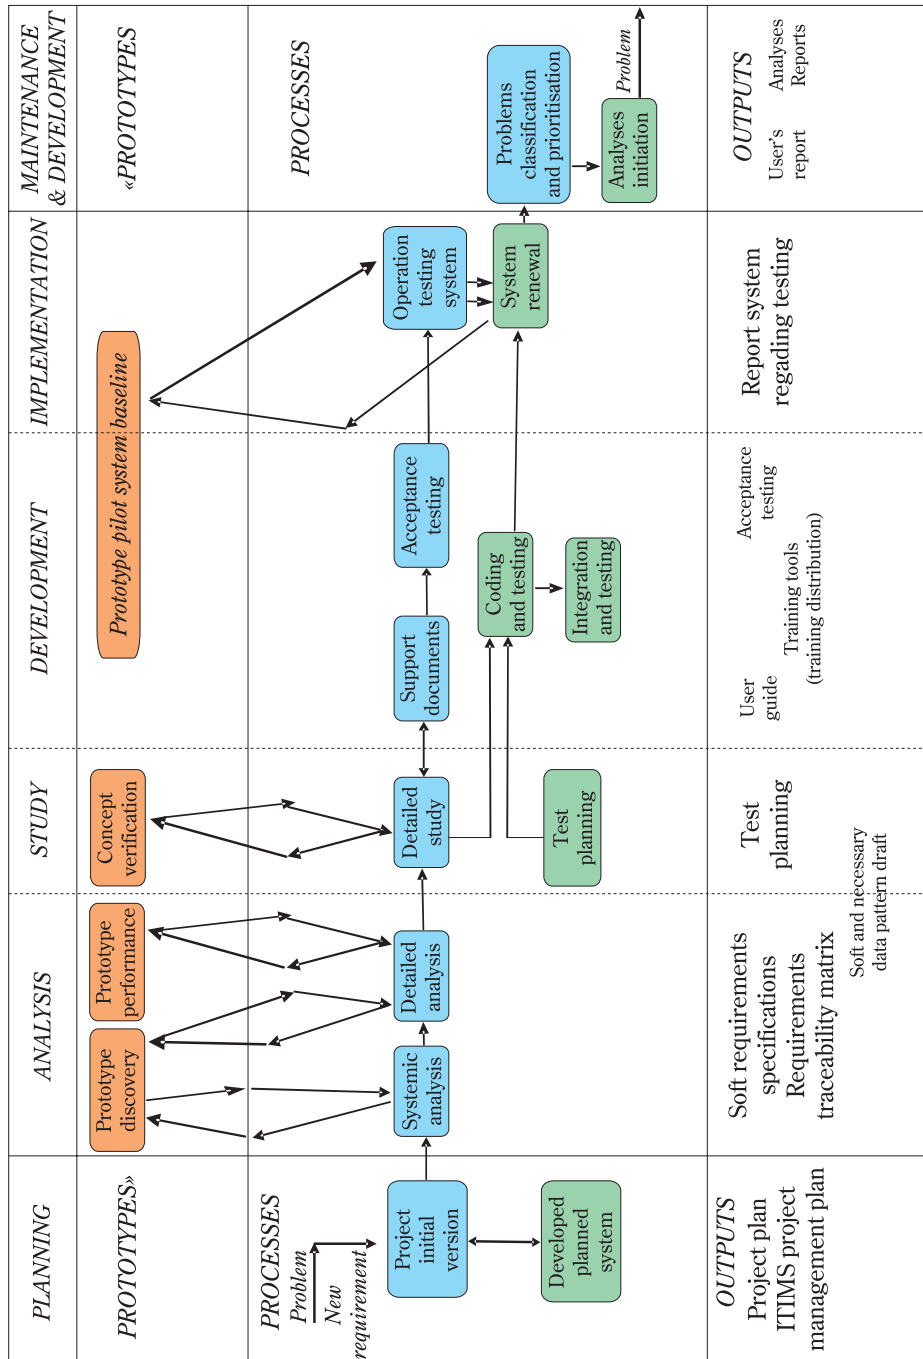 PLANNING
ANALYSIS
STUDY
DEVELOPMENT
IMPLEMENTATION
MAINTENANCE
& DEVELOPMENT
PROTOTYPES»
Prototype
discovery
Prototype
performance
Concept
verification
Prototype pilot system baseline
«PROTOTYPES
PROCESSES
Problem
New
requirement
PROCESSES
Project
initial
version
Systemic
analysis
Detailed
analysis
Detailed
study
Support
documents
Acceptance
testing
Operation
testing
system
Problems
classification
and prioritisation
Developed
planned
system
Test
planning
Coding
and testing
Integration
and testing
System
renewal
Analyses
initiation
Problem
OUTPUTS
Project plan
ITIMS project
management plan
Soft requirements
specifications
Requirements
traceability matrix
Soft and necessary
data pattern draft
Test
planning
User
guide
Training tools
(training distribution)
Acceptance
testing
Report system
regading testing
OUTPUTS
User's
report
Analyses
Reports